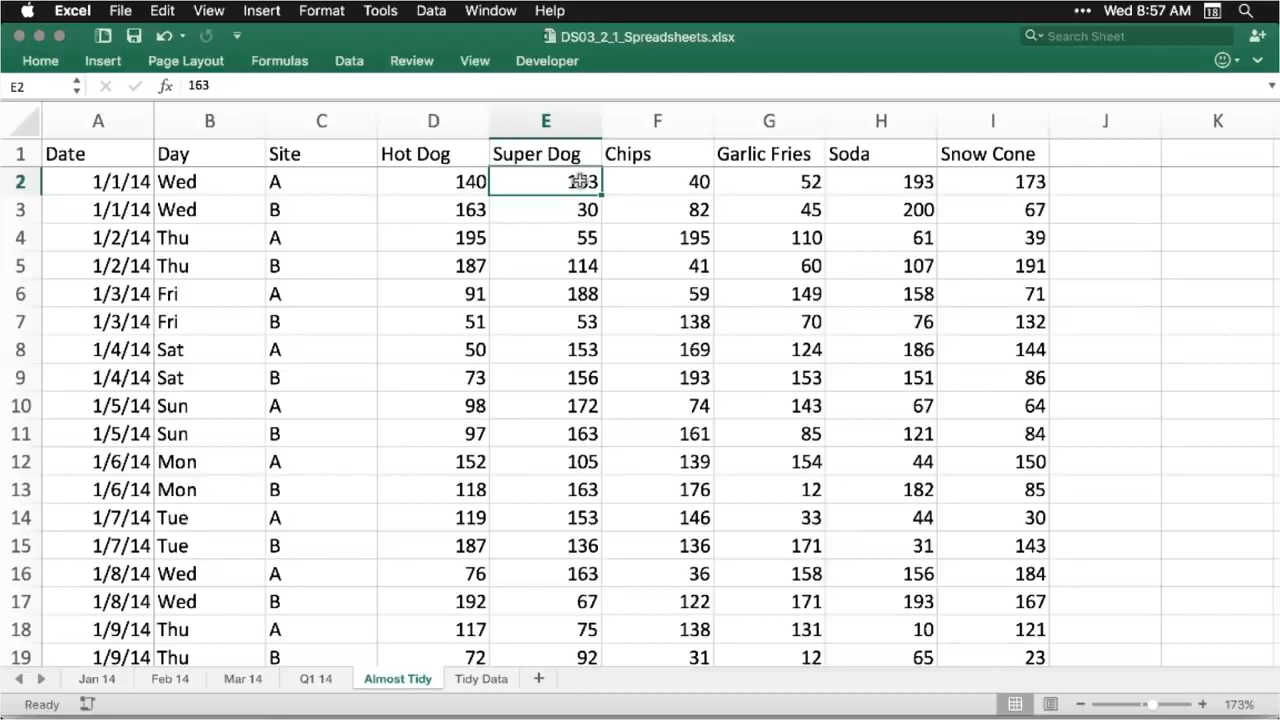 Excel File Edit View Insert Format Tools Data Window Help ••• Wed 8:57 AM 18
DS03_2_1_Spreadsheets.xlsx Search Sheet
Home Insert Page Layout Formulas Data Review View Developer
E2 fx 163
A B C D E F G H I J K
1 Date Day Site Hot Dog Super Dog Chips Garlic Fries Soda Snow Cone
2 1/1/14 Wed A 140 163 40 52 193 173
3 1/1/14 Wed B 163 30 82 45 200 67
4 1/2/14 Thu A 195 55 195 110 61 39
5 1/2/14 Thu B 187 114 41 60 107 191
6 1/3/14 Fri A 91 188 59 149 158 71
7 1/3/14 Fri B 51 53 138 70 76 132
8 1/4/14 Sat A 50 153 169 124 186 144
9 1/4/14 Sat B 73 156 193 153 151 86
10 1/5/14 Sun A 98 172 74 143 67 64
11 1/5/14 Sun B 97 163 161 85 121 84
12 1/6/14 Mon A 152 105 139 154 44 150
13 1/6/14 Mon B 118 163 176 12 182 85
14 1/7/14 Tue A 119 153 146 33 44 30
15 1/7/14 Tue B 187 136 136 171 31 143
16 1/8/14 Wed A 76 163 36 158 156 184
17 1/8/14 Wed B 192 67 122 171 193 167
18 1/9/14 Thu A 117 75 138 131 10 121
19 1/9/14 Thu B 72 92 31 12 65 23
Jan 14 Feb 14 Mar 14 Q1 14 Almost Tidy Tidy Data +
Ready 173%